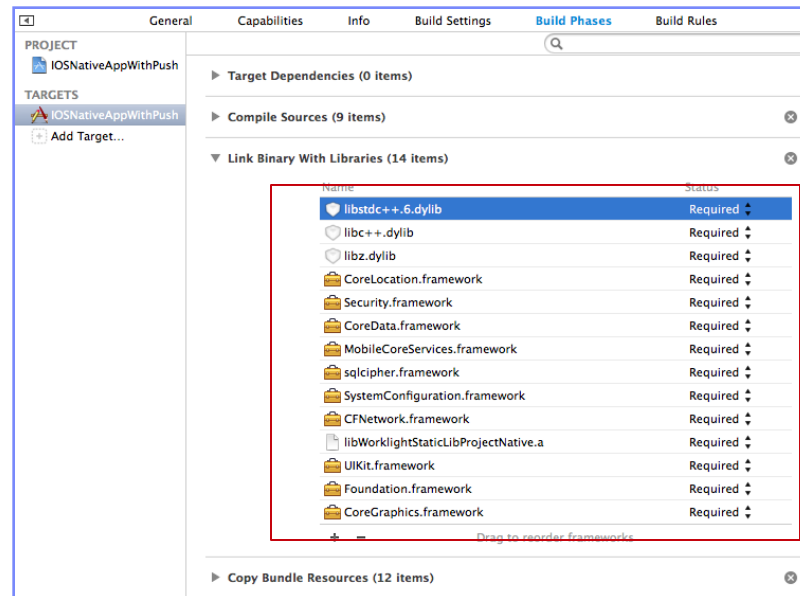 General Capabilities Info Build Settings Build Phases Build Rules
PROJECT
IOSNativeAppWithPush
TARGETS
IOSNativeAppWithPush
Add Target...
Target Dependencies (0 items)
Compile Sources (9 items)
Link Binary With Libraries (14 items)
Name Status
libstdc++.6.dylib Required
libc++.dylib Required
libz.dylib Required
CoreLocation.framework Required
Security.framework Required
CoreData.framework Required
MobileCoreServices.framework Required
sqlcipher.framework Required
SystemConfiguration.framework Required
CFNetwork.framework Required
libWorklightStaticLibProjectNative.a Required
UIKit.framework Required
Foundation.framework Required
CoreGraphics.framework Required
+ − Drag to reorder frameworks
Copy Bundle Resources (12 items)